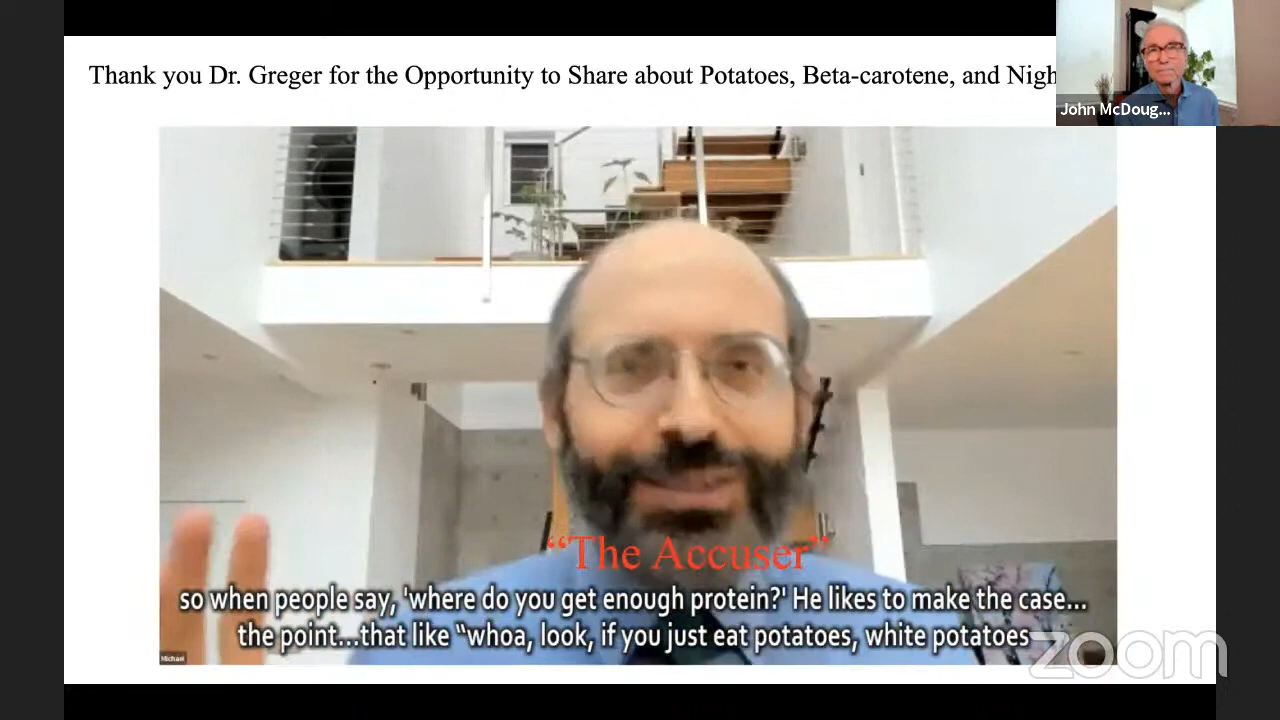 Thank you Dr. Greger for the Opportunity to Share about Potatoes, Beta-carotene, and Nigh
John McDoug...
"The Accuser"
so when people say, 'where do you get enough protein?' He likes to make the case...
the point...that like "whoa, look, if you just eat potatoes, white potatoes
Michael
zoom